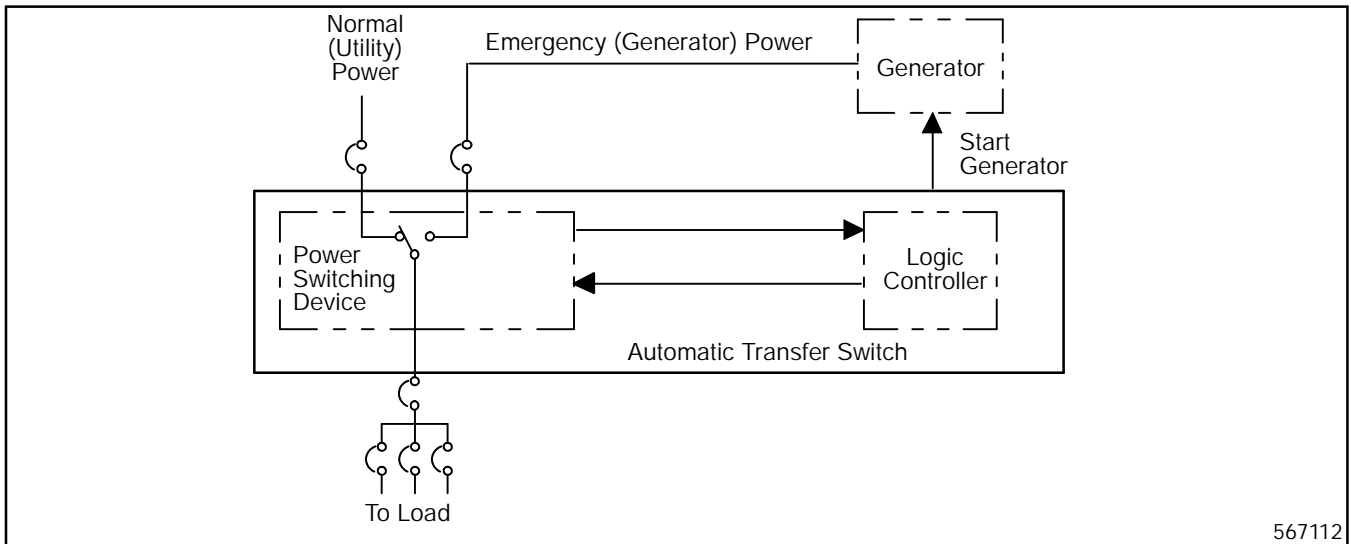 Normal
(Utility)
Power
Emergency (Generator) Power
Generator
Start
Generator
Power
Switching
Device
Logic
Controller
Automatic Transfer Switch
To Load
567112